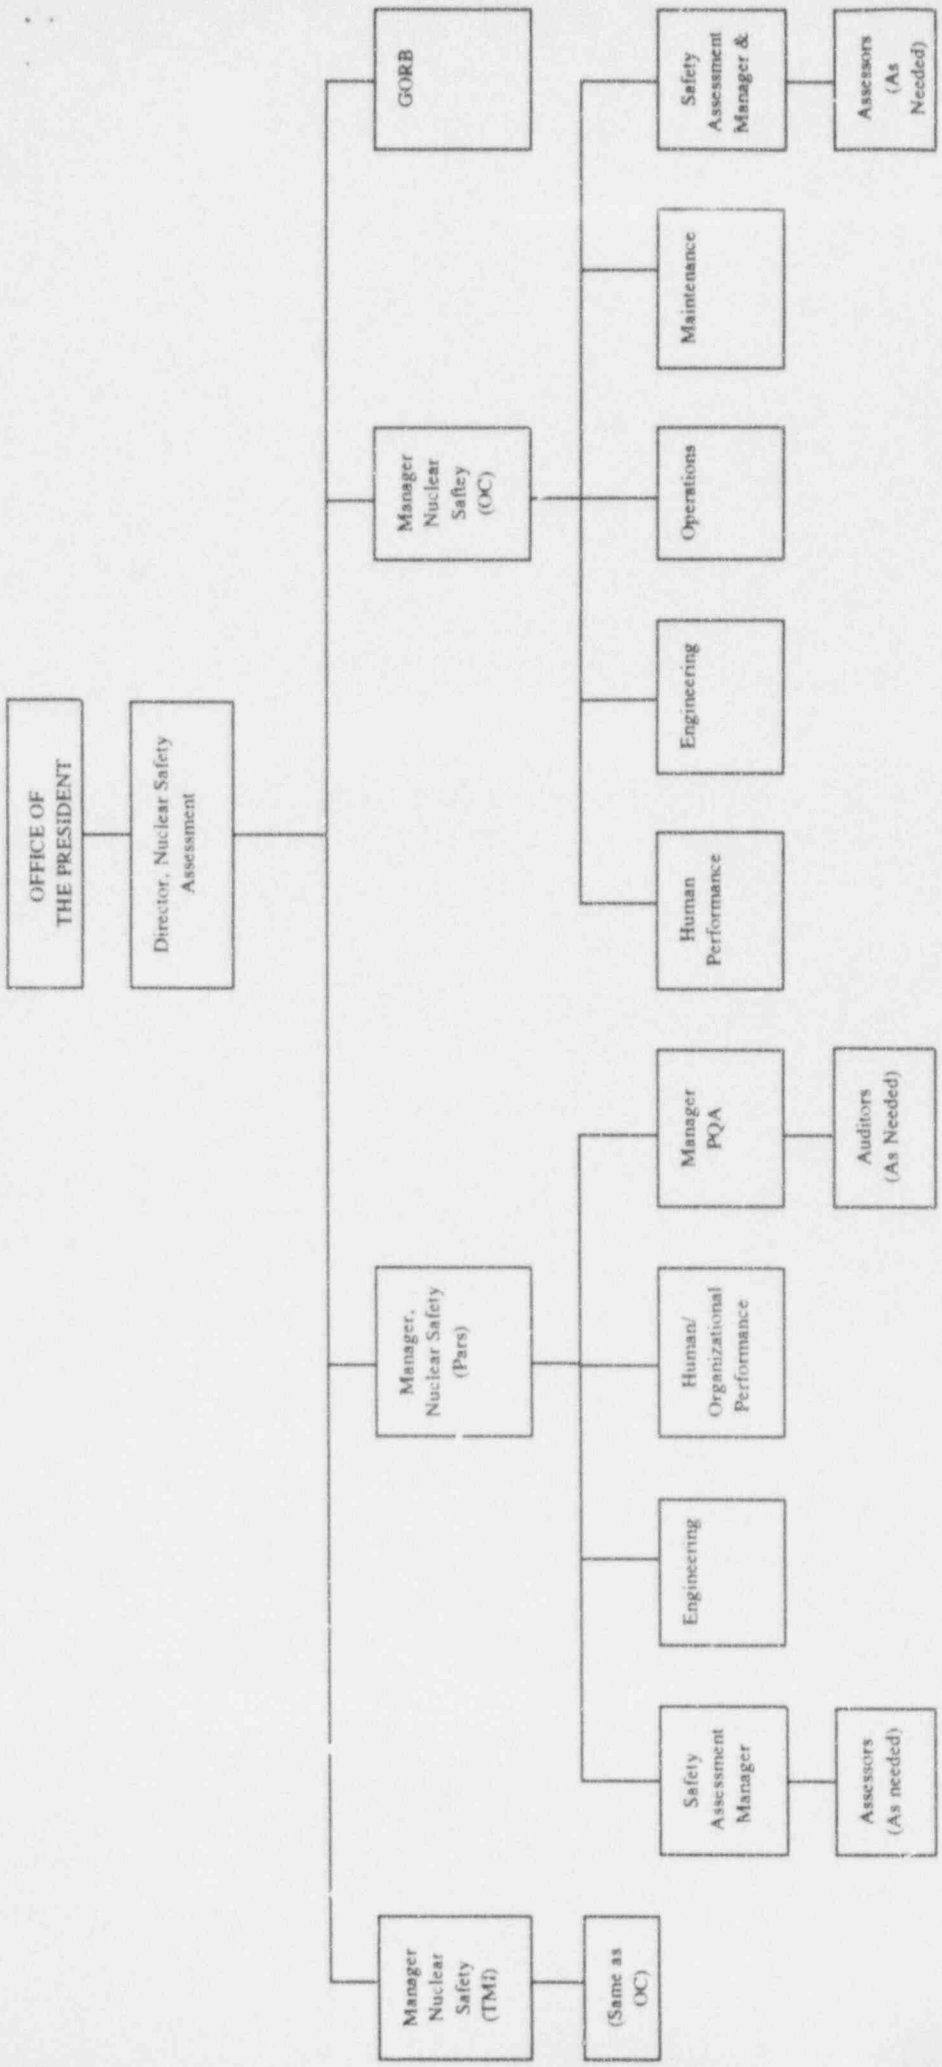 OFFICE OF
THE PRESIDENT
Director, Nuclear Safety
Assessment
Manager
Nuclear
Safety
(TMI)
Manager,
Nuclear Safety
(Pars)
Manager
Nuclear
Saftey
(OC)
GORB
(Same as
OC)
Safety
Assessment
Manager
Engineering
Human/
Organizational
Performance
Manager
PQA
Human
Performance
Engineering
Operations
Maintenance
Safety
Assessment
Manager &
Assessors
(As needed)
Auditors
(As Needed)
Assessors
(As
Needed)